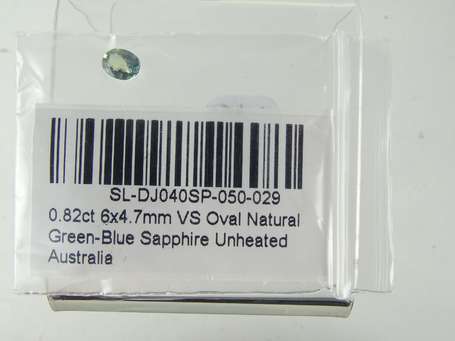 SL-DJ040SP-050-029
0.82ct 6x4.7mm VS Oval Natural
Green-Blue Sapphire Unheated
Australia